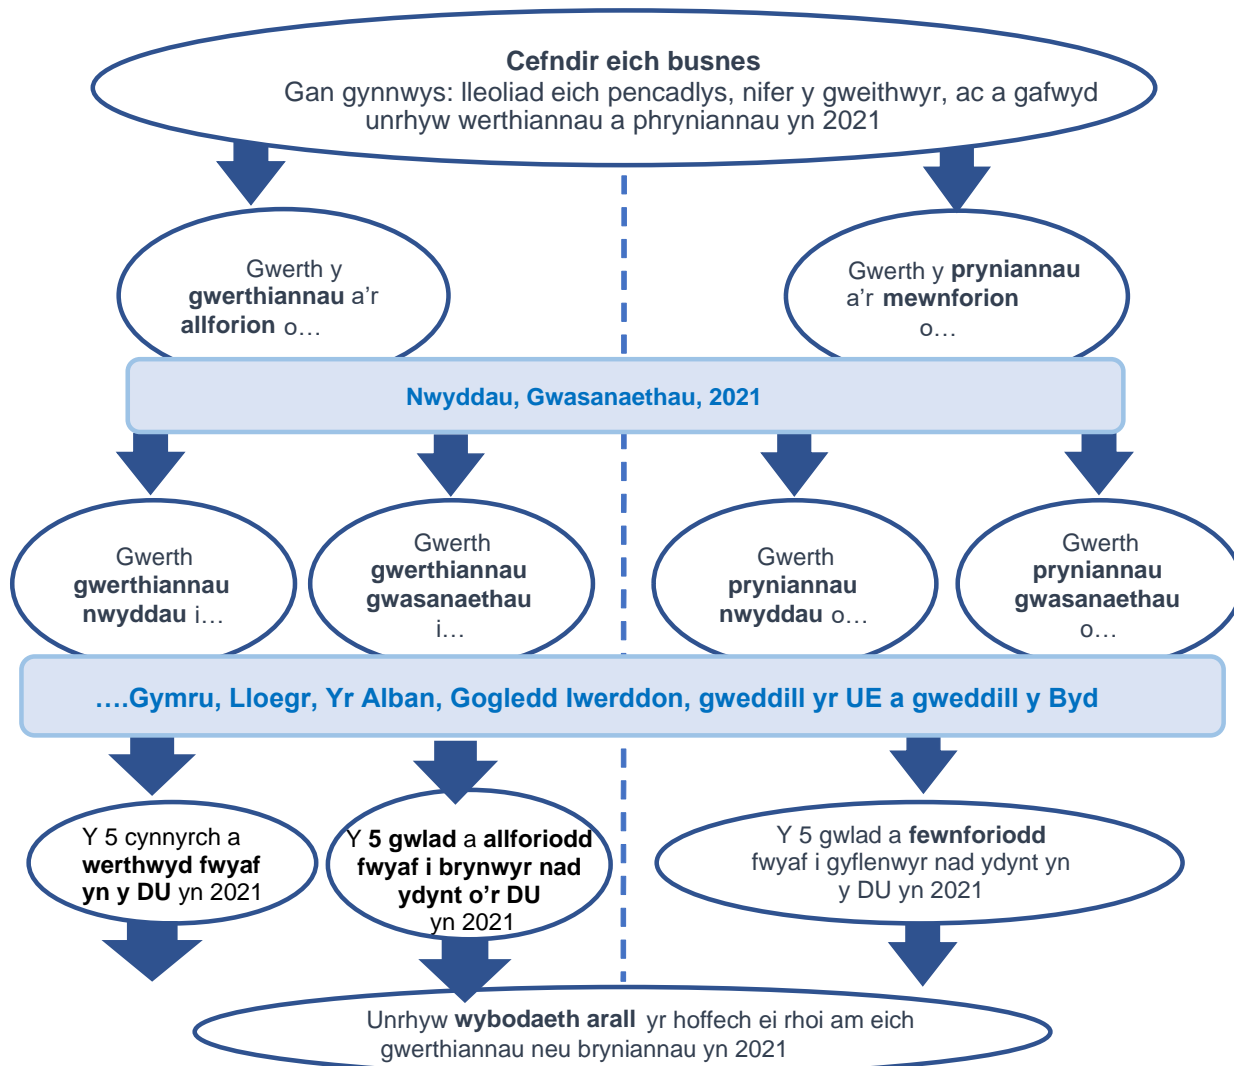 Cefndir eich busnes
Gan gynnwys: lleoliad eich pencadlys, nifer y gweithwyr, ac a gafwyd
unrhyw werthiannau a phryniannau yn 2021
Gwerth y
gwerthiannau a’r
allforion o…
Gwerth y pryniannau
a’r mewnforion
o…
Nwyddau, Gwasanaethau, 2021
Gwerth
gwerthiannau
nwyddau i…
Gwerth
gwerthiannau
gwasanaethau
i…
Gwerth
pryniannau
nwyddau o…
Gwerth
pryniannau
gwasanaethau
o…
….Gymru, Lloegr, Yr Alban, Gogledd Iwerddon, gweddill yr UE a gweddill y Byd
Y 5 cynnyrch a
werthwyd fwyaf
yn y DU yn 2021
Y 5 gwlad a allforiodd
fwyaf i brynwyr nad
ydynt o’r DU
yn 2021
Y 5 gwlad a fewnforiodd
fwyaf i gyflenwyr nad ydynt yn
y DU yn 2021
Unrhyw wybodaeth arall yr hoffech ei rhoi am eich
gwerthiannau neu bryniannau yn 2021